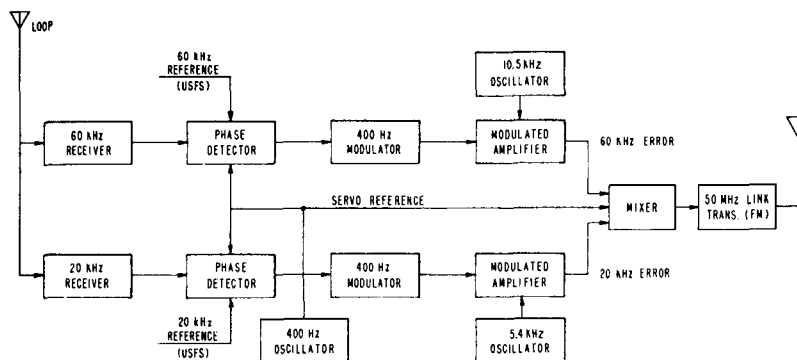 LOOP
60 kHz
REFERENCE
(USFS)
10.5 kHz
OSCILLATOR
60 kHz
RECEIVER
PHASE
DETECTOR
400 Hz
MODULATOR
MODULATED
AMPLIFIER
60 kHz ERROR
SERVO REFERENCE
MIXER
50 MHz LINK
TRANS. (FM)
20 kHz
RECEIVER
PHASE
DETECTOR
400 Hz
MODULATOR
MODULATED
AMPLIFIER
20 kHz ERROR
20 kHz
REFERENCE
(USFS)
400 Hz
OSCILLATOR
5.4 kHz
OSCILLATOR